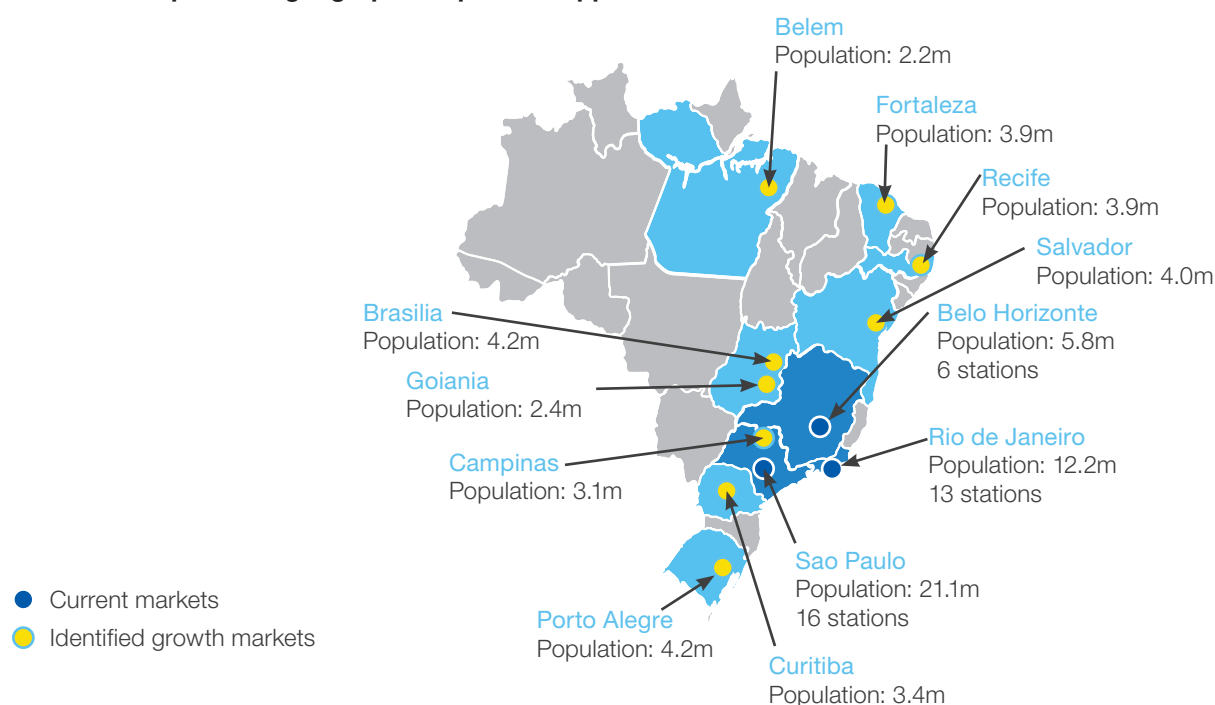 Belem
Population: 2.2m
Fortaleza
Population: 3.9m
Recife
Population: 3.9m
Salvador
Population: 4.0m
Brasilia
Population: 4.2m
Belo Horizonte
Population: 5.8m
6 stations
Goiania
Population: 2.4m
Rio de Janeiro
Population: 12.2m
13 stations
Campinas
Population: 3.1m
Sao Paulo
Population: 21.1m
16 stations
Current markets
Identified growth markets
Porto Alegre
Population: 4.2m
Curitiba
Population: 3.4m